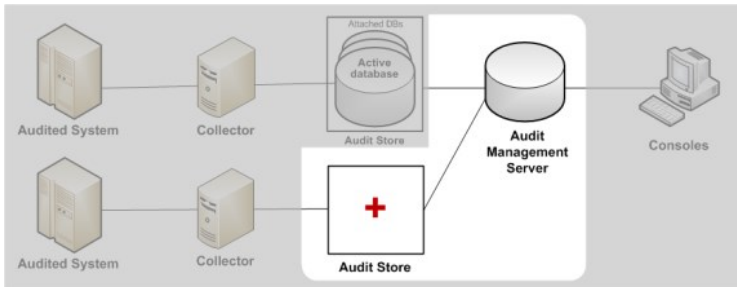 Attached DBs
Active
database
Audited System
Collector
Audit Store
Audit
Management
Server
Consoles
Audited System
Collector
Audit Store